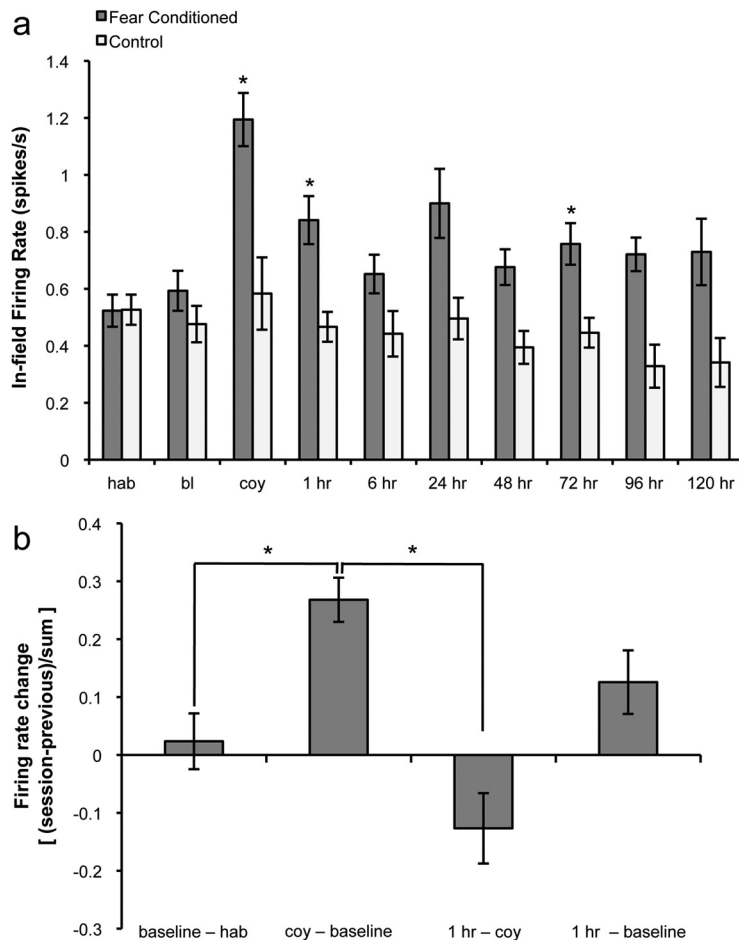 a
Fear Conditioned
Control
In-field Firing Rate (spikes/s)
1.4
1.2
1
0.8
0.6
0.4
0.2
0
*
*
*
hab bl coy 1 hr 6 hr 24 hr 48 hr 72 hr 96 hr 120 hr
b
Firing rate change
[ (session-previous)/sum ]
0.4
0.3
0.2
0.1
0
-0.1
-0.2
-0.3
*
*
baseline – hab coy – baseline 1 hr – coy 1 hr – baseline